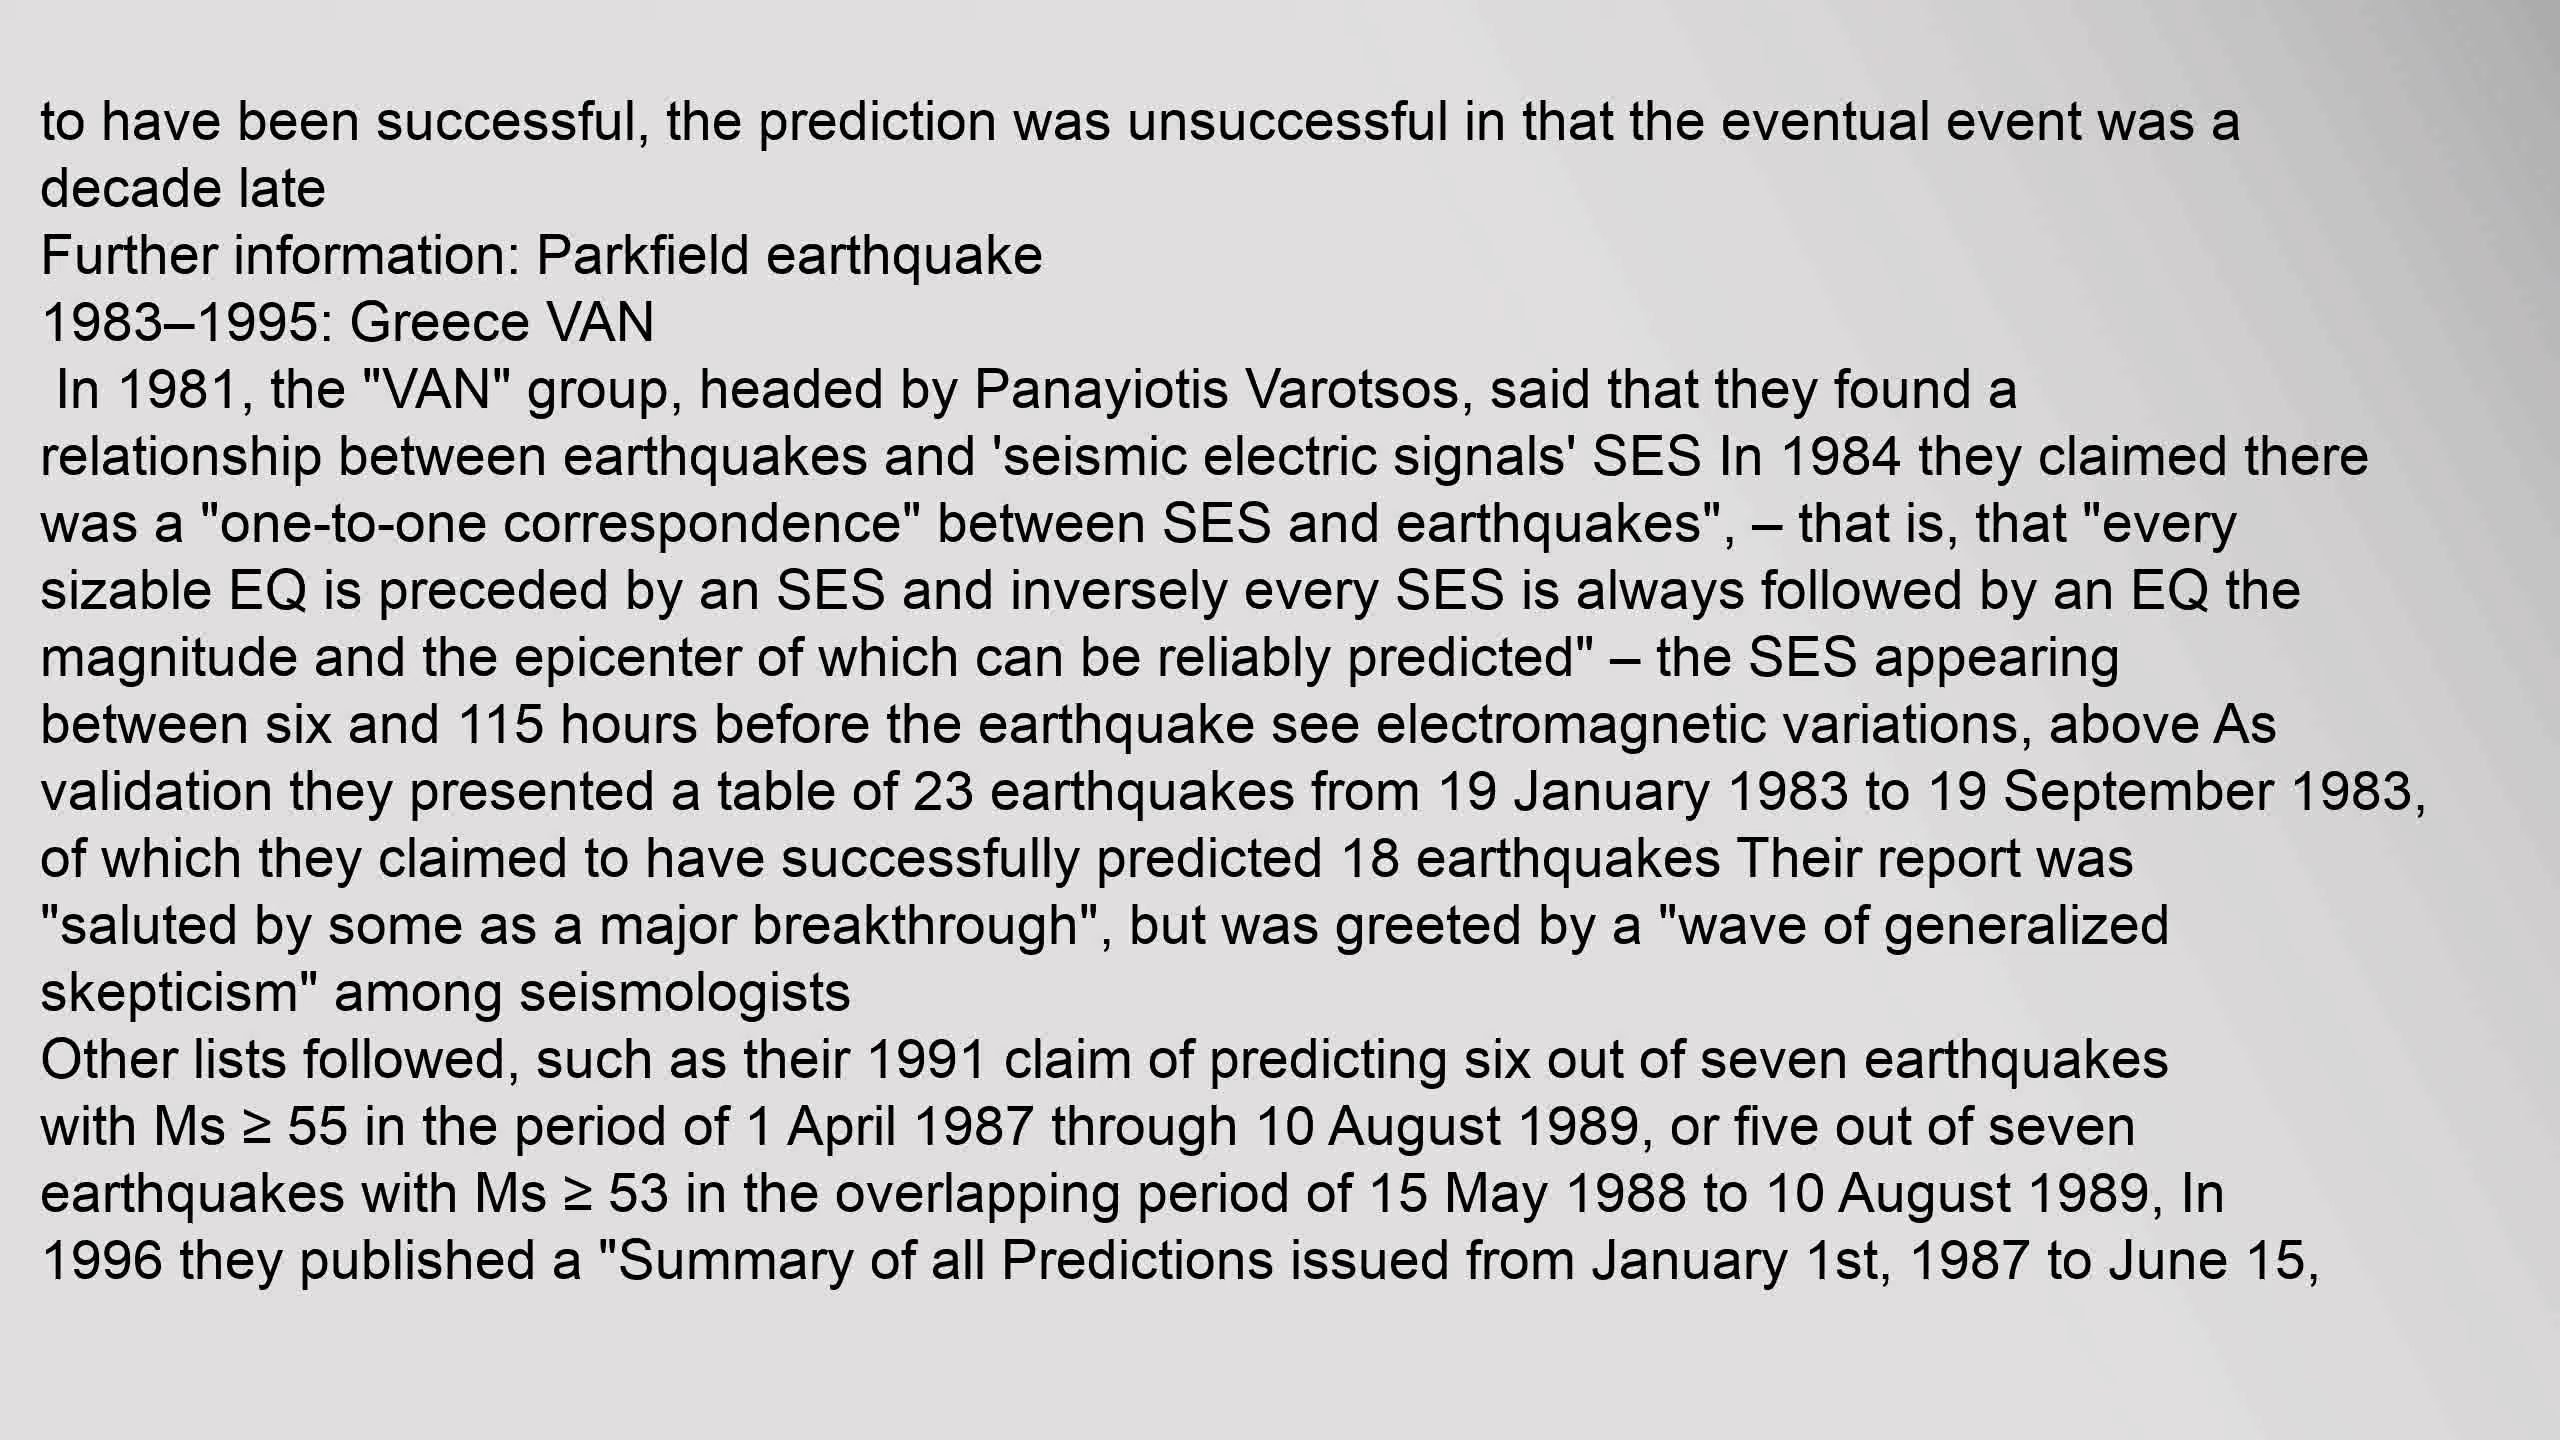 to have been successful, the prediction was unsuccessful in that the eventual event was a
decade late
Further information: Parkfield earthquake
1983–1995: Greece VAN
In 1981, the "VAN" group, headed by Panayiotis Varotsos, said that they found a
relationship between earthquakes and 'seismic electric signals' SES In 1984 they claimed there
was a "one-to-one correspondence" between SES and earthquakes", – that is, that "every
sizable EQ is preceded by an SES and inversely every SES is always followed by an EQ the
magnitude and the epicenter of which can be reliably predicted" – the SES appearing
between six and 115 hours before the earthquake see electromagnetic variations, above As
validation they presented a table of 23 earthquakes from 19 January 1983 to 19 September 1983,
of which they claimed to have successfully predicted 18 earthquakes Their report was
"saluted by some as a major breakthrough", but was greeted by a "wave of generalized
skepticism" among seismologists
Other lists followed, such as their 1991 claim of predicting six out of seven earthquakes
with Ms ≥ 55 in the period of 1 April 1987 through 10 August 1989, or five out of seven
earthquakes with Ms ≥ 53 in the overlapping period of 15 May 1988 to 10 August 1989, In
1996 they published a "Summary of all Predictions issued from January 1st, 1987 to June 15,